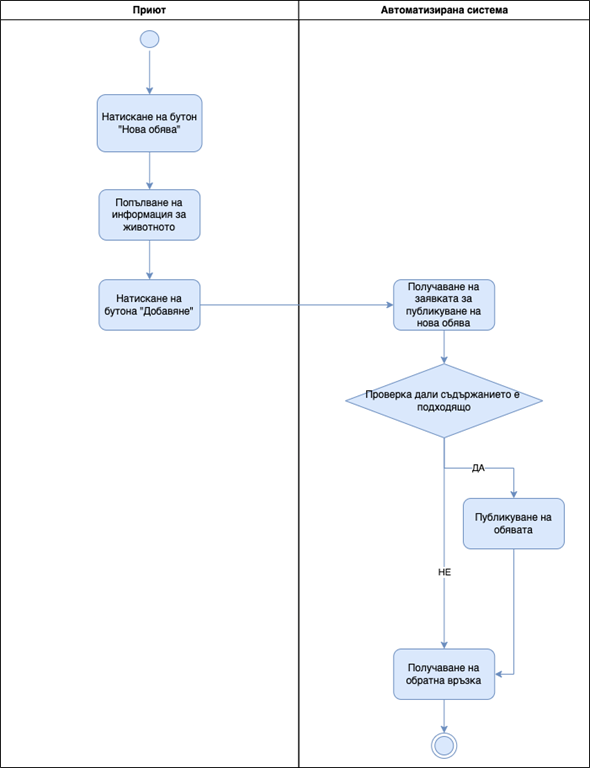 Приют
Автоматизирана система
Натискане на бутон
"Нова обява"
Попълване на
информация за
животното
Натискане на
бутона "Добавяне"
Получаване на
заявката за
публикуване на
нова обява
Проверка дали съдържанието е
подходящо
ДА
Публикуване на
обявата
НЕ
Получаване на
обратна връзка